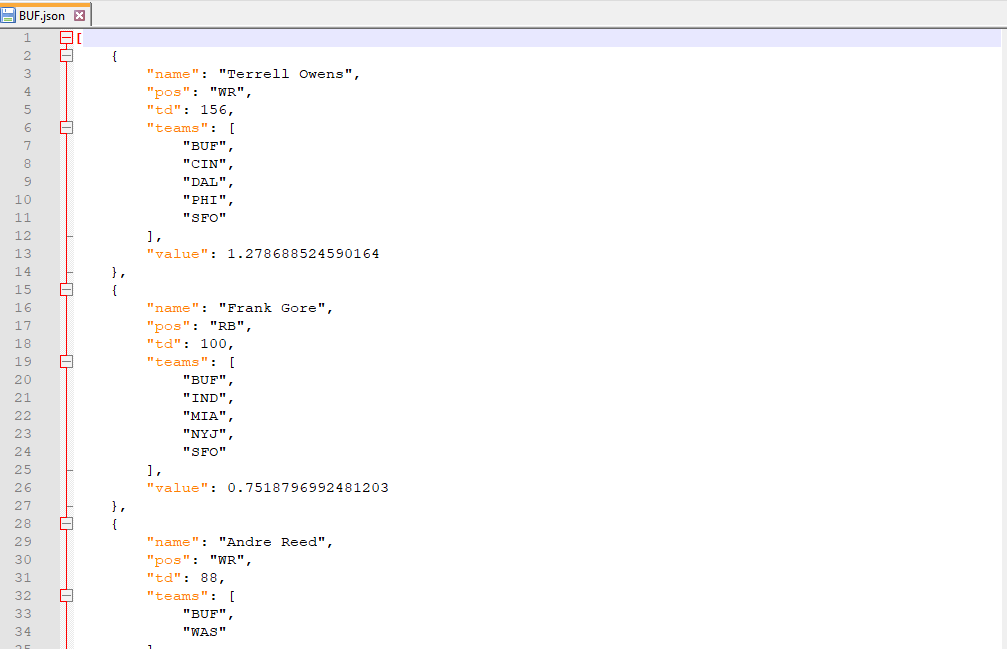 BUF.json
1 [
2 {
3 "name": "Terrell Owens",
4 "pos": "WR",
5 "td": 156,
6 "teams": [
7 "BUF",
8 "CIN",
9 "DAL",
10 "PHI",
11 "SFO"
12 ],
13 "value": 1.278688524590164
14 },
15 {
16 "name": "Frank Gore",
17 "pos": "RB",
18 "td": 100,
19 "teams": [
20 "BUF",
21 "IND",
22 "MIA",
23 "NYJ",
24 "SFO"
25 ],
26 "value": 0.7518796992481203
27 },
28 {
29 "name": "Andre Reed",
30 "pos": "WR",
31 "td": 88,
32 "teams": [
33 "BUF",
34 "WAS"